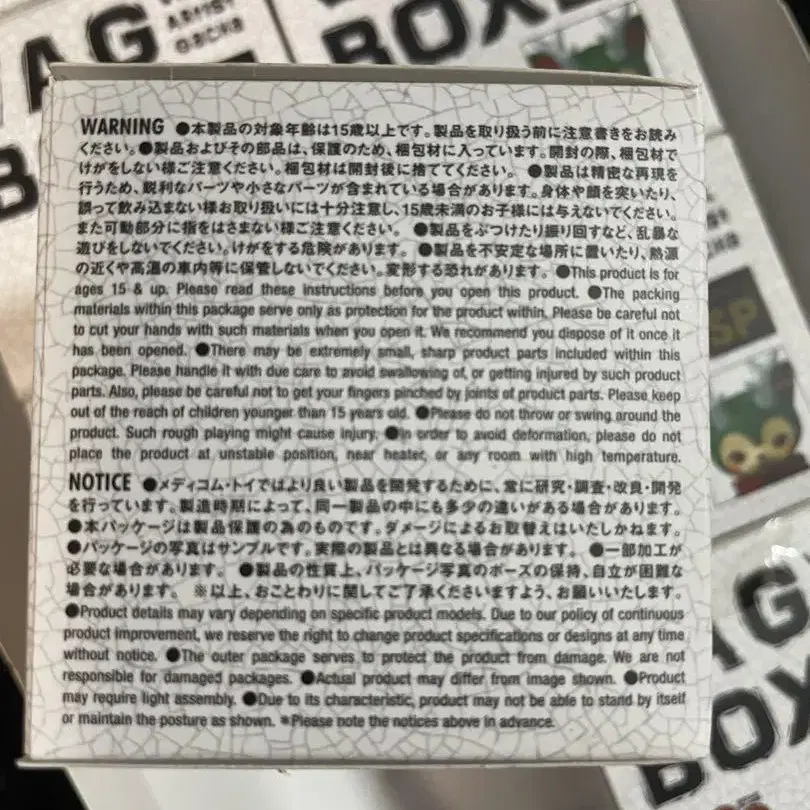 AG
ARTIST
GACHA
BOX
B
WARNING ●本製品の対象年齢は15歳以上です。製品を取り扱う前に注意書きをお読み
ください。●製品およびその部品は、保護のため、梱包材に入っています。開封の際、梱包材で
けがをしない様ご注意ください。梱包材は開封後に捨ててください。 ●製品は精密な再現を
行うため、鋭利なパーツや小さなパーツが含まれている場合があります。身体や顔を突いたり、
誤って飲み込まない様お取り扱いには十分注意し、15歳未満のお子様には与えないでください。
また可動部分に指をはさまない様ご注意ください。 ●製品をぶつけたり振り回すなど、乱暴な
遊びをしないでください。けがをする危険があります。 ●製品を不安定な場所に置いたり、熱源
の近くや高温の車内等に保管しないでください。変形する恐れがあります。 ●This product is for
ages 15 & up. Please read these instructions before you open this product. ●The packing
materials within this package serve only as protection for the product within. Please be careful not
to cut your hands with such materials when you open it. We recommend you dispose of it once it
has been opened. ●There may be extremely small, sharp product parts included within this
package. Please handle it with due care to avoid swallowing of, or getting injured by such product
parts. Also, please be careful not to get your fingers pinched by joints of product parts. Please keep
out of the reach of children younger than 15 years old. ●Please do not throw or swing around the
product. Such rough playing might cause injury. ●In order to avoid deformation, please do not
place the product at unstable position, near heater, or any room with high temperature.
NOTICE ●メディコム・トイではより良い製品を開発するために、常に研究・調査・改良・開発
を行っています。製造時期によって、同一製品の中にも多少の違いがある場合があります。
●本パッケージは製品保護の為のものです。ダメージによるお取替えはいたしかねます。
●パッケージの写真はサンプルです。実際の製品とは異なる場合があります。 ●一部加工が
必要な場合があります。 ●製品の性質上、パッケージ写真のポーズの保持、自立が困難な
場合があります。 ※以上、おことわりに関してご了承くださいますよう、お願いいたします。
●Product details may vary depending on specific product models. Due to our policy of continuous
product improvement, we reserve the right to change product specifications or designs at any time
without notice. ●The outer package serves to protect the product from damage. We are not
responsible for damaged packages. ●Actual product may differ from image shown. ●Product
may require light assembly. ●Due to its characteristic, product may not be able to stand by itself
or maintain the posture as shown. ※Please note the notices above in advance.
SP
AG
BOX